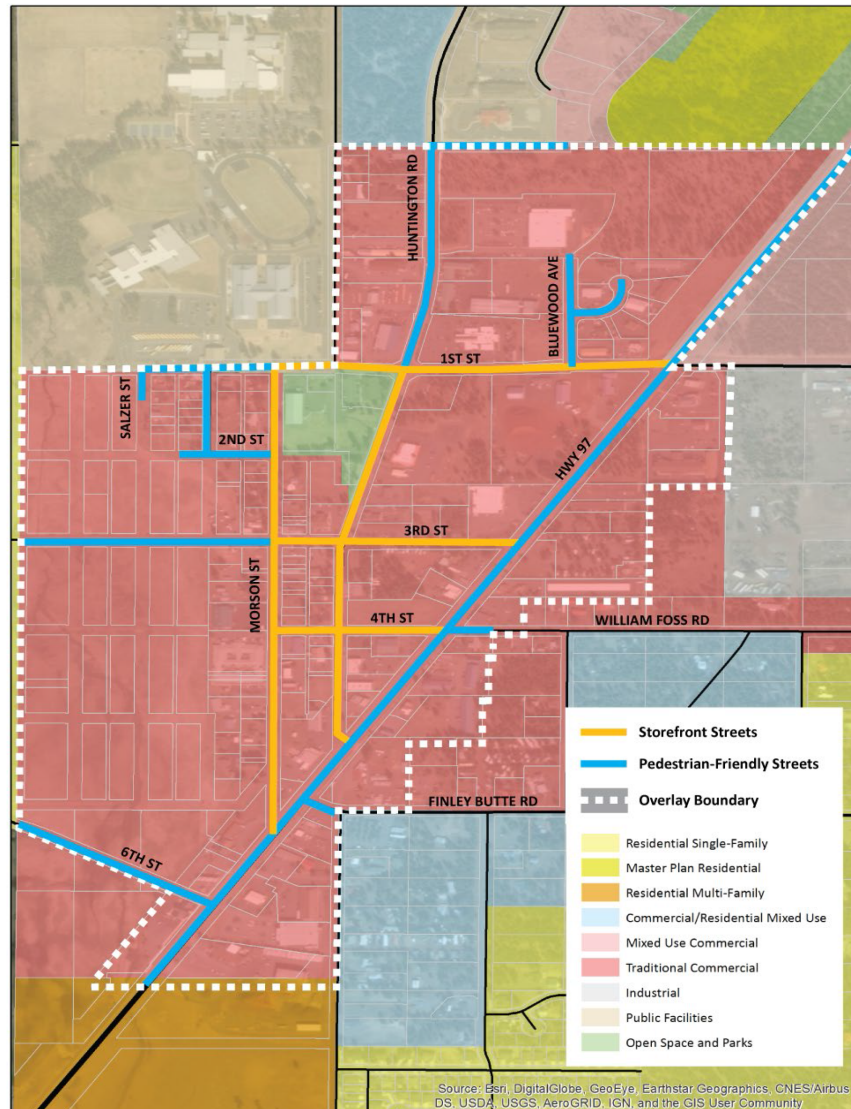 HUNTINGTON RD
BLUEWOOD AVE
1ST ST
SALZER ST
2ND ST
HWY 97
3RD ST
MORSON ST
4TH ST
WILLIAM FOSS RD
FINLEY BUTTE RD
6TH ST
Storefront Streets
Pedestrian-Friendly Streets
Overlay Boundary
Residential Single-Family
Master Plan Residential
Residential Multi-Family
Commercial/Residential Mixed Use
Mixed Use Commercial
Traditional Commercial
Industrial
Public Facilities
Open Space and Parks
Source: Esri, DigitalGlobe, GeoEye, Earthstar Geographics, CNES/Airbus
DS, USDA, USGS, AeroGRID, IGN, and the GIS User Community